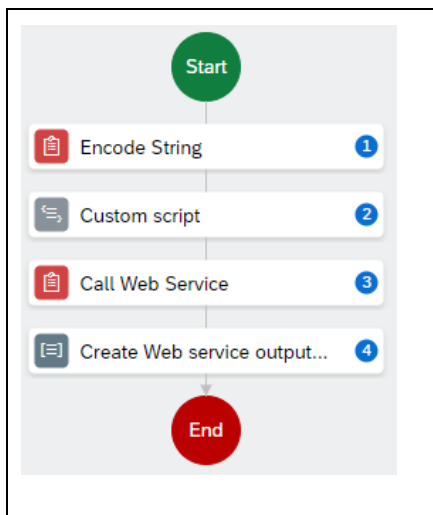 Start
Encode String 1
Custom script 2
Call Web Service 3
Create Web service output... 4
End